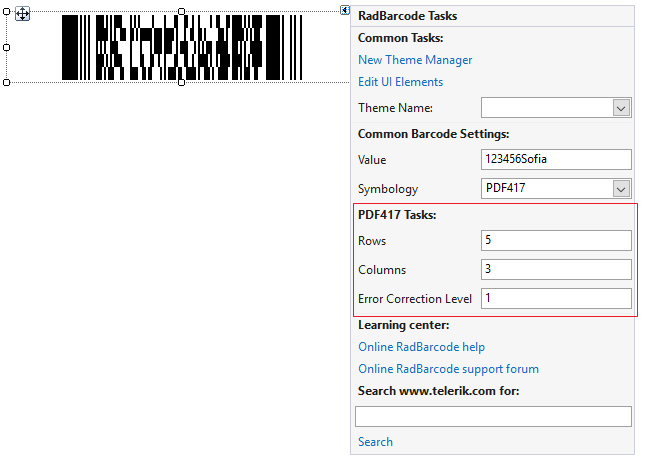 RadBarcode Tasks
Common Tasks:
New Theme Manager
Edit UI Elements
Theme Name:
Common Barcode Settings:
Value 123456Sofia
Symbology PDF417
PDF417 Tasks:
Rows 5
Columns 3
Error Correction Level 1
Learning center:
Online RadBarcode help
Online RadBarcode support forum
Search www.telerik.com for:
Search